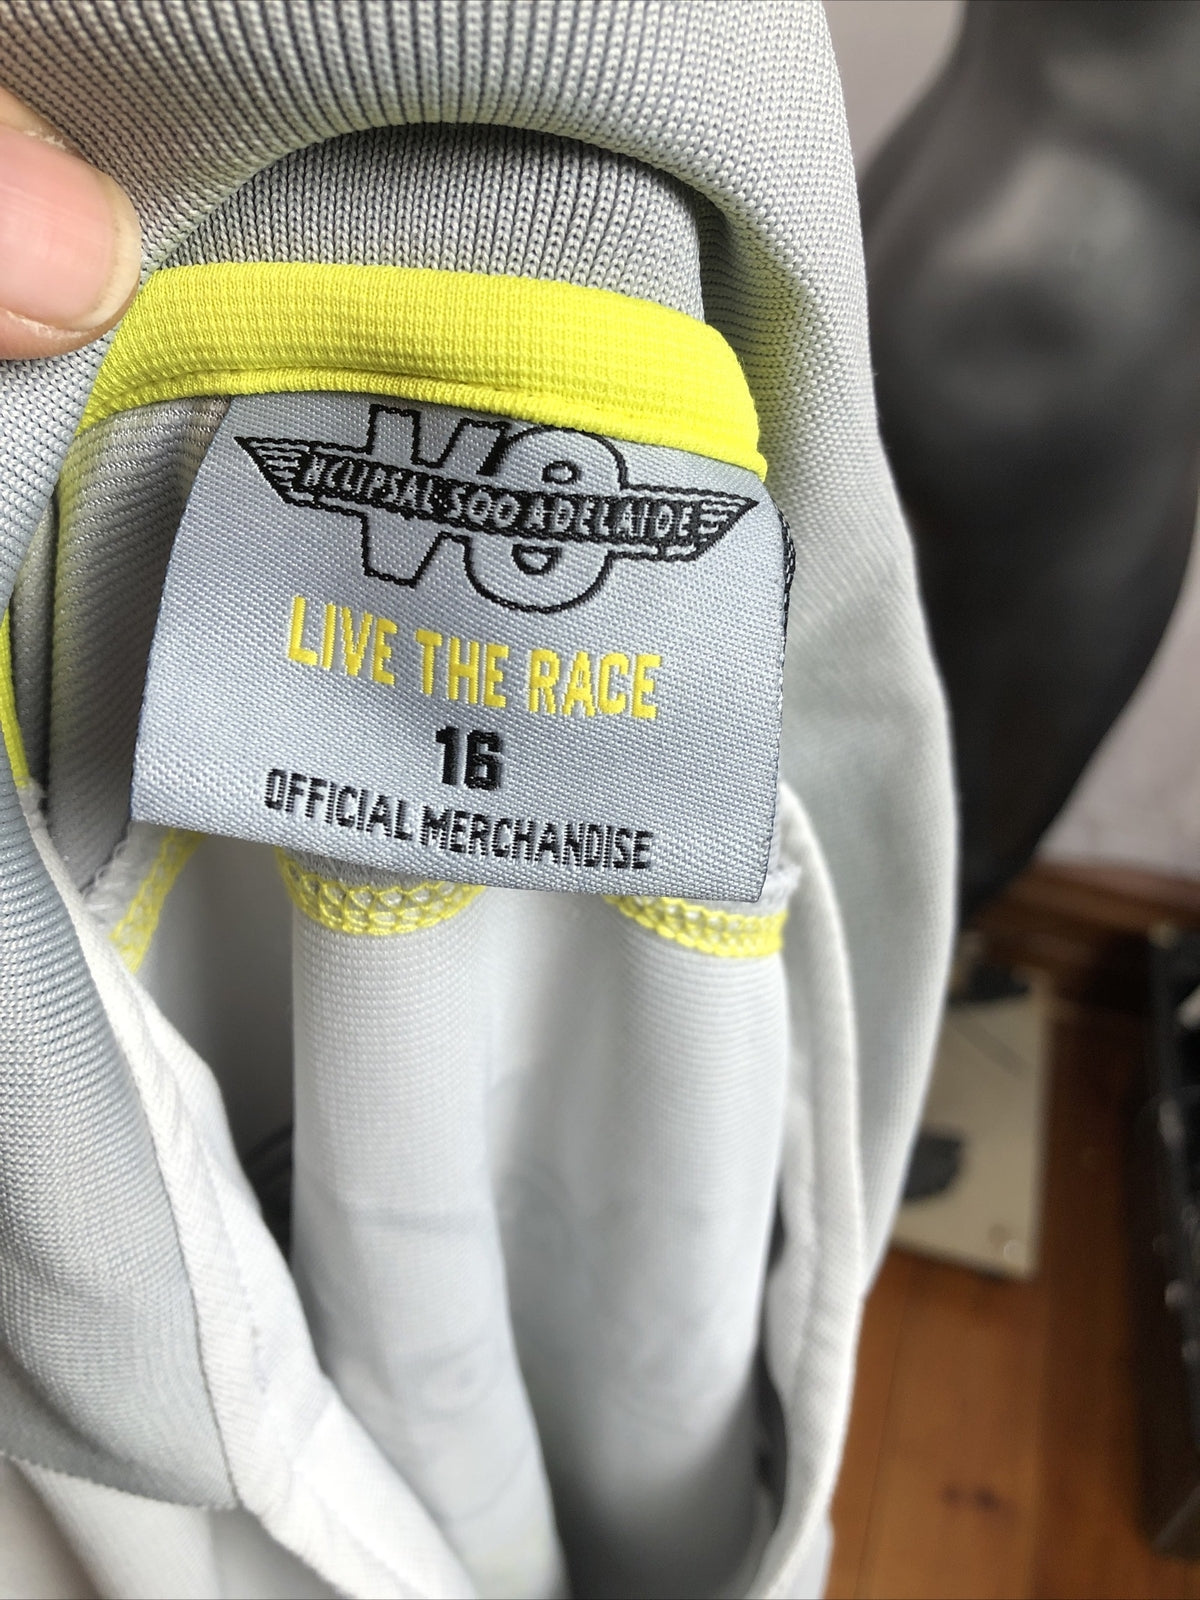 V8
CLIPSAL 500 ADELAIDE
LIVE THE RACE
16
OFFICIAL MERCHANDISE